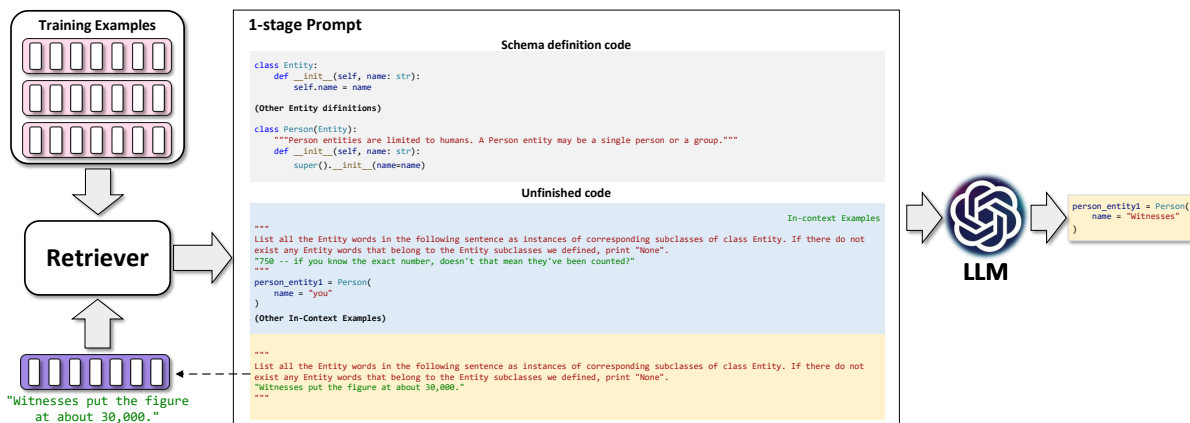 Training Examples
Retriever
"Witnesses put the figure
at about 30,000."
1-stage Prompt
Schema definition code
class Entity:
    def __init__(self, name: str):
        self.name = name
(Other Entity difinitions)
class Person(Entity):
    """Person entities are limited to humans. A Person entity may be a single person or a group."""
    def __init__(self, name: str):
        super().__init__(name=name)
Unfinished code
In-context Examples
"""
List all the Entity words in the following sentence as instances of corresponding subclasses of class Entity. If there do not
exist any Entity words that belong to the Entity subclasses we defined, print "None".
"750 -- if you know the exact number, doesn't that mean they've been counted?"
"""
person_entity1 = Person(
    name = "you"
)
(Other In-Context Examples)
"""
List all the Entity words in the following sentence as instances of corresponding subclasses of class Entity. If there do not
exist any Entity words that belong to the Entity subclasses we defined, print "None".
"Witnesses put the figure at about 30,000."
"""
LLM
person_entity1 = Person(
    name = "Witnesses"
)